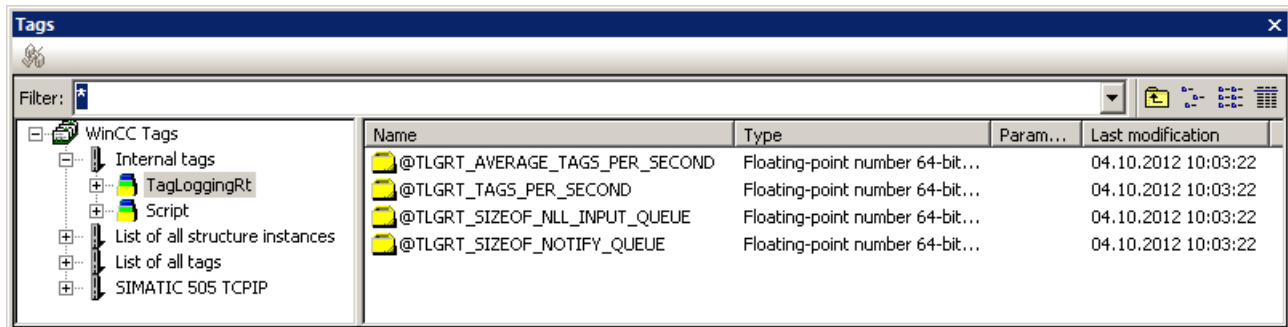 Tags
Filter: *
WinCC Tags
Internal tags
TagLoggingRt
Script
List of all structure instances
List of all tags
SIMATIC 505 TCPIP
Name Type Param... Last modification
@TLGRT_AVERAGE_TAGS_PER_SECOND Floating-point number 64-bit... 04.10.2012 10:03:22
@TLGRT_TAGS_PER_SECOND Floating-point number 64-bit... 04.10.2012 10:03:22
@TLGRT_SIZEOF_NLL_INPUT_QUEUE Floating-point number 64-bit... 04.10.2012 10:03:22
@TLGRT_SIZEOF_NOTIFY_QUEUE Floating-point number 64-bit... 04.10.2012 10:03:22